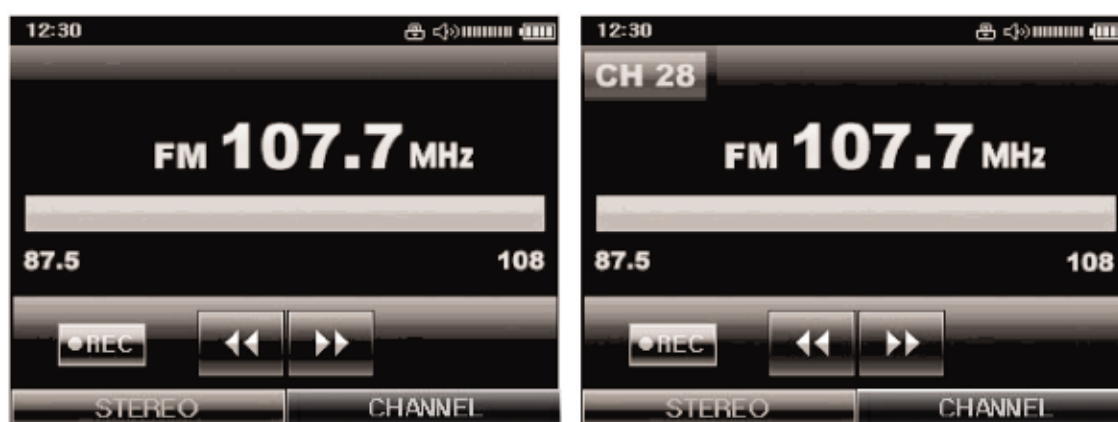 12:30
FM 107.7 MHz
87.5 108
REC
STEREO CHANNEL
12:30
CH 28
FM 107.7 MHz
87.5 108
REC
STEREO CHANNEL